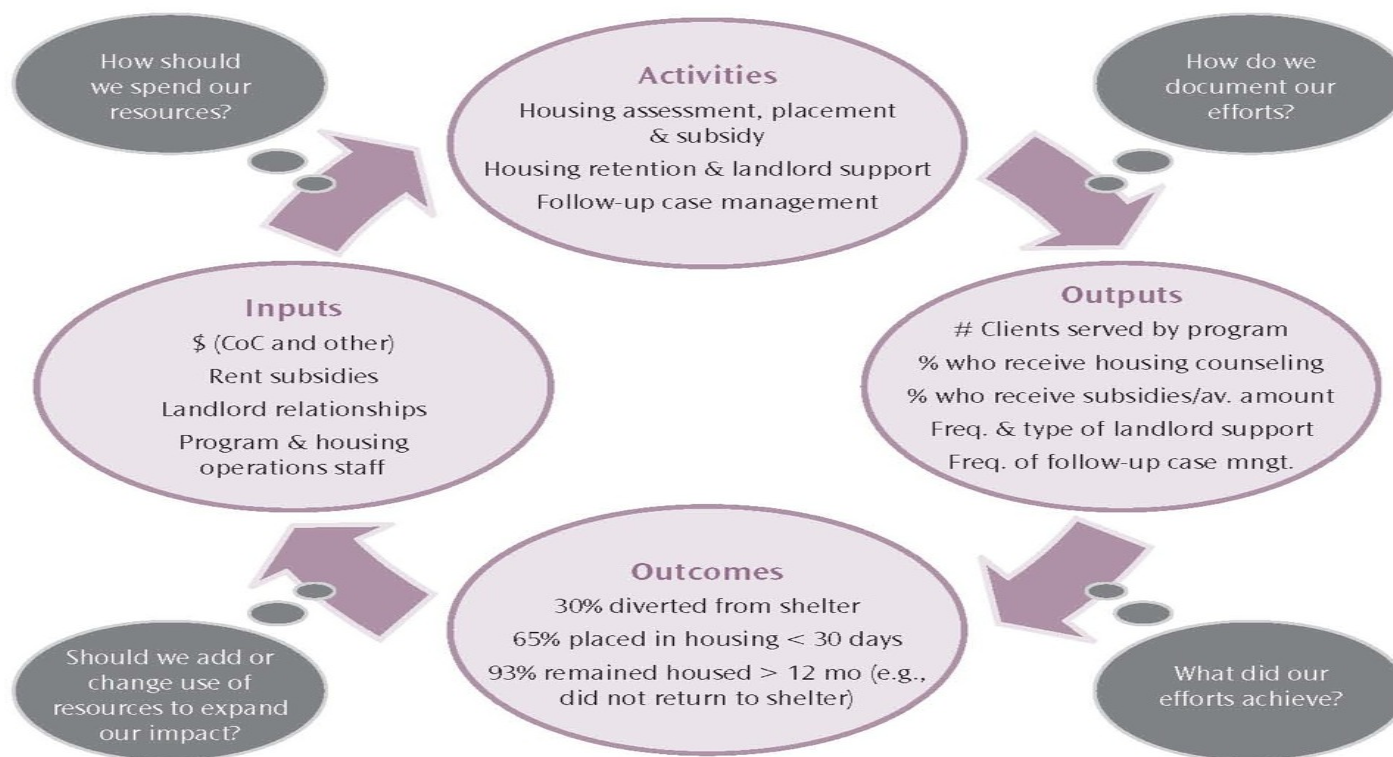 How should
we spend our
resources?
Activities
Housing assessment, placement
& subsidy
Housing retention & landlord support
Follow-up case management
How do we
document our
efforts?
Inputs
$ (CoC and other)
Rent subsidies
Landlord relationships
Program & housing
operations staff
Outputs
# Clients served by program
% who receive housing counseling
% who receive subsidies/av. amount
Freq. & type of landlord support
Freq. of follow-up case mngt.
Outcomes
30% diverted from shelter
65% placed in housing < 30 days
93% remained housed > 12 mo (e.g.,
did not return to shelter)
Should we add or
change use of
resources to expand
our impact?
What did our
efforts achieve?